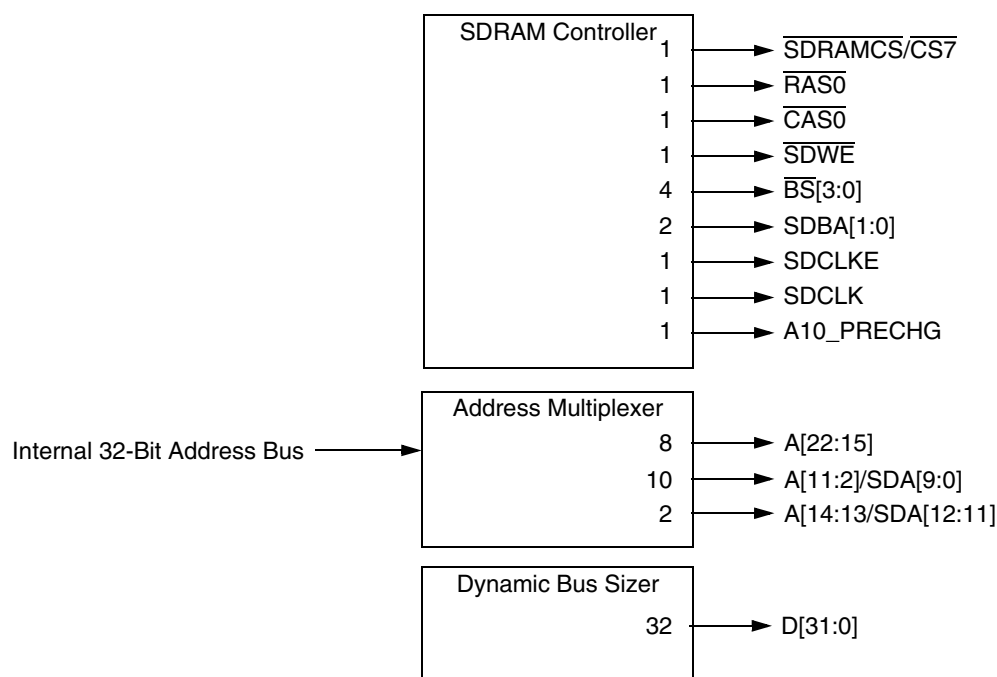 SDRAM Controller
1 SDRAMCS/CS7
1 RAS0
1 CAS0
1 SDWE
4 BS[3:0]
2 SDBA[1:0]
1 SDCLKE
1 SDCLK
1 A10_PRECHG
Address Multiplexer
Internal 32-Bit Address Bus
8 A[22:15]
10 A[11:2]/SDA[9:0]
2 A[14:13/SDA[12:11]
Dynamic Bus Sizer
32 D[31:0]